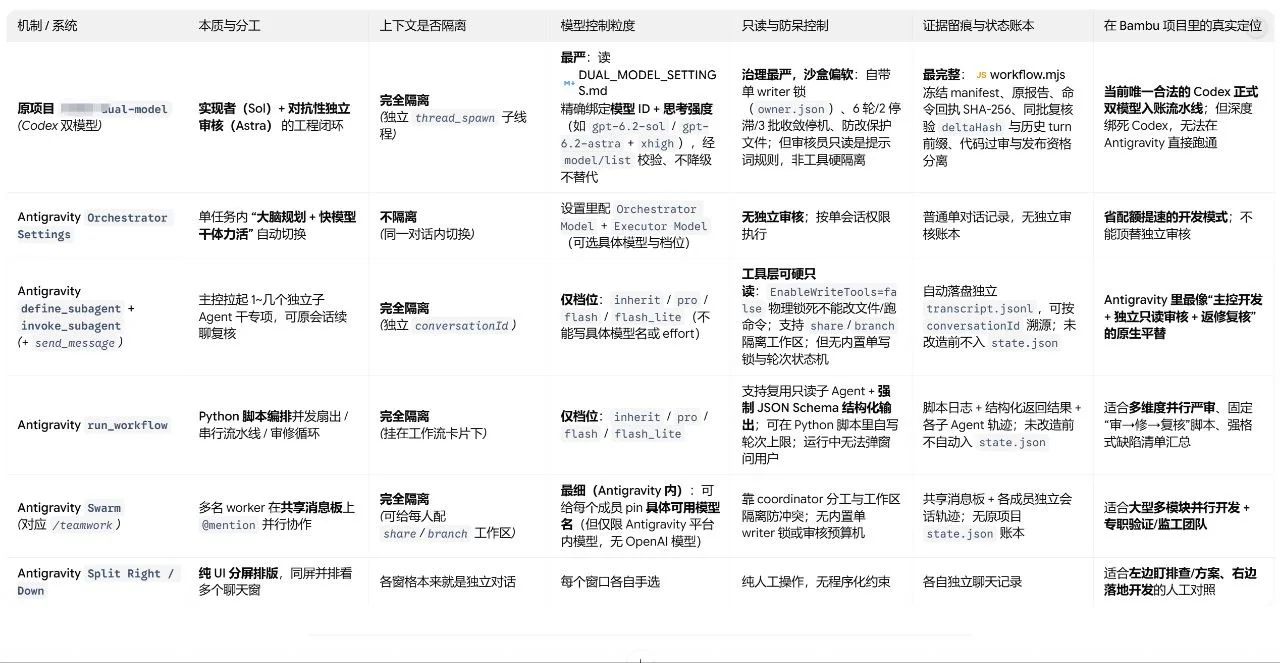 机制 / 系统
本质与分工
上下文是否隔离
模型控制粒度
只读与防呆控制
证据留痕与状态账本
在 Bambu 项目里的真实定位
原项目 dual-model
(Codex 双模型)
实现者（Sol）+ 对抗性独立
审核（Astra） 的工程闭环
完全隔离
(独立 thread_spawn 子线
程)
最严：读
DUAL_MODEL_SETTING
S.md
精确绑定模型 ID + 思考强度
（如 gpt-6.2-sol / gpt-
6.2-astra + xhigh），经
model/list 校验、不降级
不替代
治理最严，沙盒偏软：自带
单 writer 锁
（owner.json）、6 轮/2 停
滞/3 批收敛停机、防改保护
文件；但审核员只读是提示
词规则，非工具硬隔离
最完整： JS workflow.mjs
冻结 manifest、原报告、命
令回执 SHA-256、同批复核
验 deltaHash 与历史 turn
前缀、代码过审与发布资格
分离
当前唯一合法的 Codex 正式
双模型入账流水线；但深度
绑死 Codex，无法在
Antigravity 直接跑通
Antigravity Orchestrator
Settings
单任务内 “大脑规划 + 快模型
干体力活” 自动切换
不隔离
(同一对话内切换)
设置里配 Orchestrator
Model + Executor Model
（可选具体模型与档位）
无独立审核；按单会话权限
执行
普通单对话记录，无独立审
核账本
省配额提速的开发模式；不
能顶替独立审核
Antigravity
define_subagent +
invoke_subagent
(+ send_message )
主控拉起 1~几个独立子
Agent 干专项，可原会话续
聊复核
完全隔离
(独立 conversationId )
仅档位： inherit / pro /
flash / flash_lite （不
能写具体模型名或 effort）
工具层可硬只
读： EnableWriteTools=fa
lse 物理锁死不能改文件/跑
命令；支持 share / branch
隔离工作区；但无内置单写
锁与轮次状态机
自动落盘独立
transcript.jsonl ，可按
conversationId 溯源；未
改造前不入 state.json
Antigravity 里最像“主控开发
+ 独立只读审核 + 返修复核”
的原生平替
Antigravity run_workflow
Python 脚本编排并发扇出 /
串行流水线 / 审修循环
完全隔离
(挂在工作流卡片下)
仅档位： inherit / pro /
flash / flash_lite
支持复用只读子 Agent + 强
制 JSON Schema 结构化输
出；可在 Python 脚本里自写
轮次上限；运行中无法弹窗
问用户
脚本日志 + 结构化返回结果 +
各子 Agent 轨迹；未改造前
不自动入 state.json
适合多维度并行严审、固定
“审→修→复核”脚本、强格
式缺陷清单汇总
Antigravity Swarm
(对应 /teamwork )
多名 worker 在共享消息板上
@mention 并行协作
完全隔离
(可给每人配
share / branch 工作区)
最细（Antigravity 内）：可
给每个成员 pin 具体可用模型
名（但仅限 Antigravity 平台
内模型，无 OpenAI 模型）
靠 coordinator 分工与工作区
隔离防冲突；无内置单
writer 锁或审核预算机
共享消息板 + 各成员独立会
话轨迹；无原项目
state.json 账本
适合大型多模块并行开发 +
专职验证/监工团队
Antigravity Split Right /
Down
纯 UI 分屏排版，同屏并排看
多个聊天窗
各窗格本来就是独立对话
每个窗口各自手选
纯人工操作，无程序化约束
各自独立聊天记录
适合左边盯排查/方案、右边
落地开发的人工对照